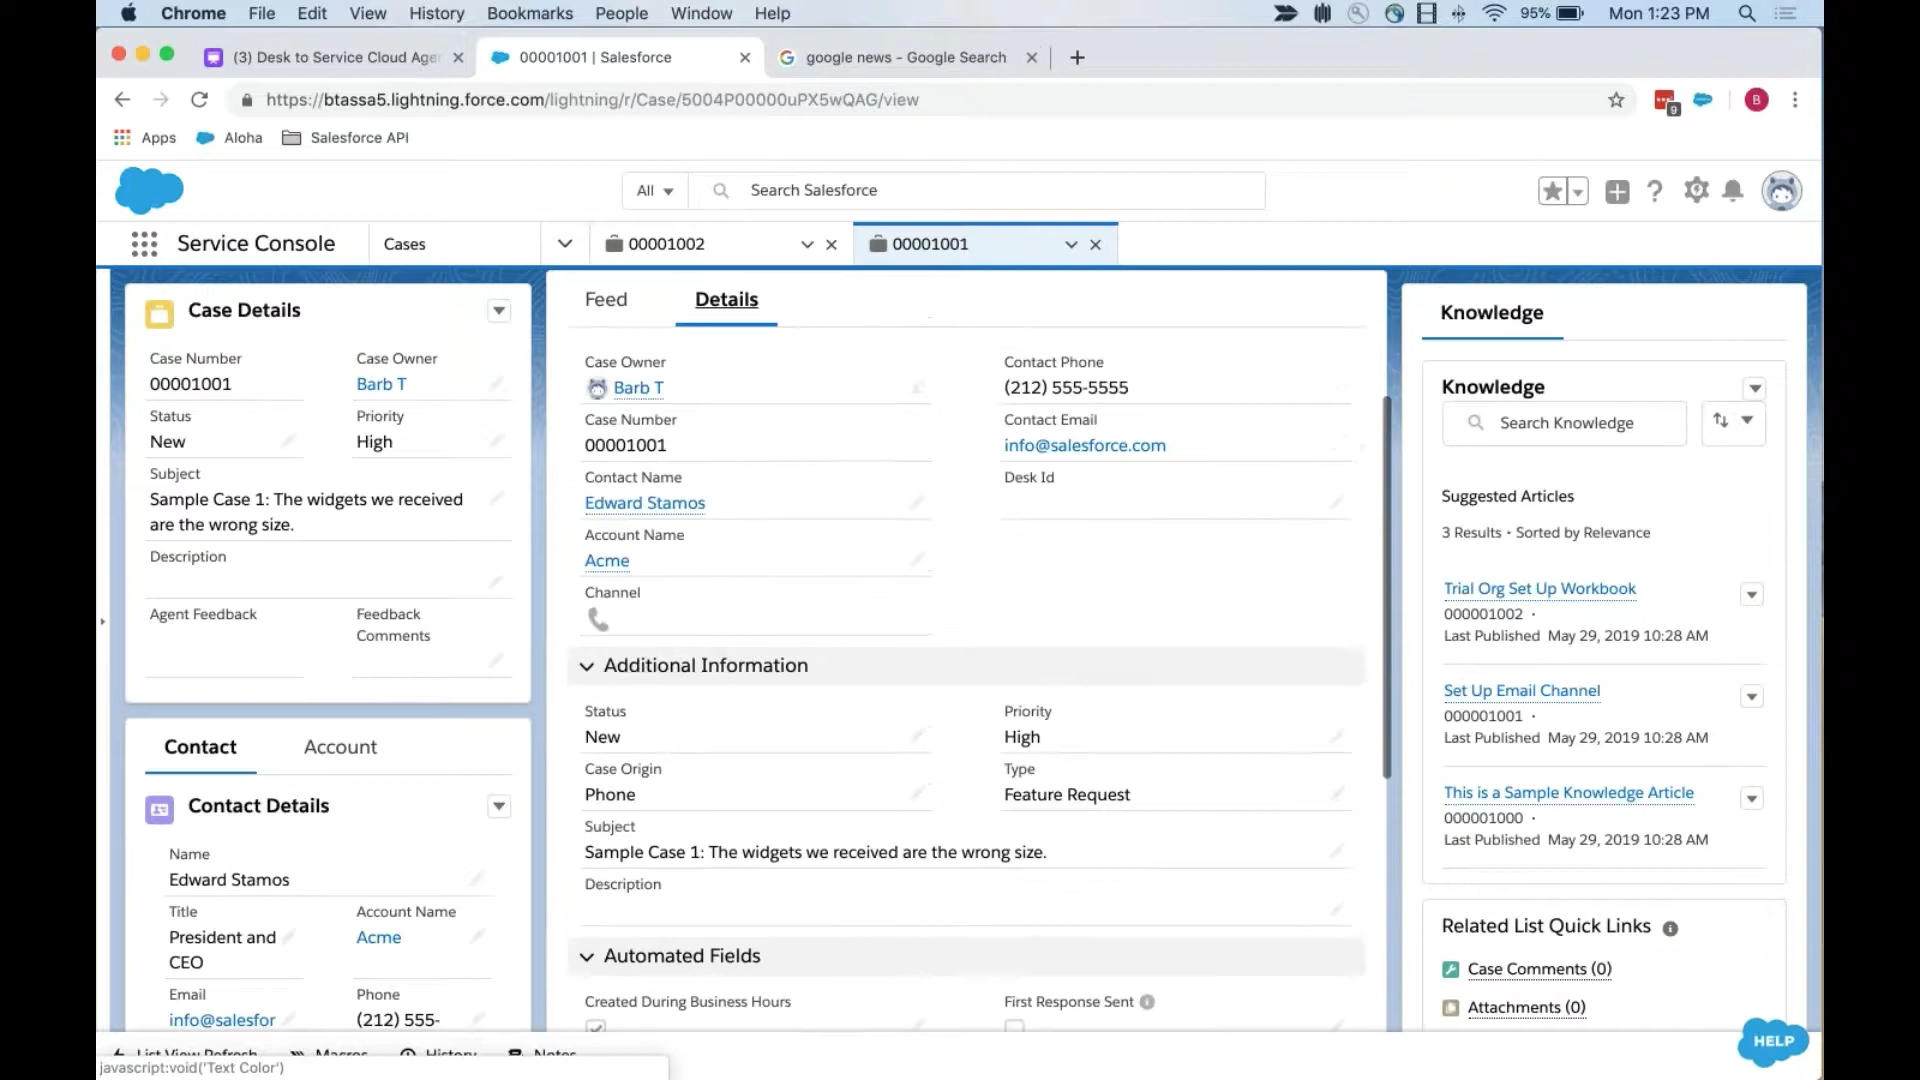 Chrome File Edit View History Bookmarks People Window Help
95% Mon 1:23 PM
(3) Desk to Service Cloud Age
00001001 | Salesforce
google news - Google Search
https://btassa5.lightning.force.com/lightning/r/Case/5004P00000uPX5wQAG/view
9
B
Apps Aloha Salesforce API
All Search Salesforce
Service Console Cases 00001002 00001001
Case Details
Case Number Case Owner
00001001 Barb T
Status Priority
New High
Subject
Sample Case 1: The widgets we received
are the wrong size.
Description
Agent Feedback Feedback
Comments
Contact Account
Contact Details
Name
Edward Stamos
Title Account Name
President and Acme
CEO
Email Phone
info@salesfor (212) 555-
Feed Details
Case Owner Contact Phone
Barb T (212) 555-5555
Case Number Contact Email
00001001 info@salesforce.com
Contact Name Desk Id
Edward Stamos
Account Name
Acme
Channel
Additional Information
Status Priority
New High
Case Origin Type
Phone Feature Request
Subject
Sample Case 1: The widgets we received are the wrong size.
Description
Automated Fields
Created During Business Hours First Response Sent
Knowledge
Knowledge
Search Knowledge
Suggested Articles
3 Results • Sorted by Relevance
Trial Org Set Up Workbook
000001002 •
Last Published May 29, 2019 10:28 AM
Set Up Email Channel
000001001 •
Last Published May 29, 2019 10:28 AM
This is a Sample Knowledge Article
000001000 •
Last Published May 29, 2019 10:28 AM
Related List Quick Links
Case Comments (0)
Attachments (0)
HELP
List View Refresh Macros History Notes
javascript:void('Text Color')